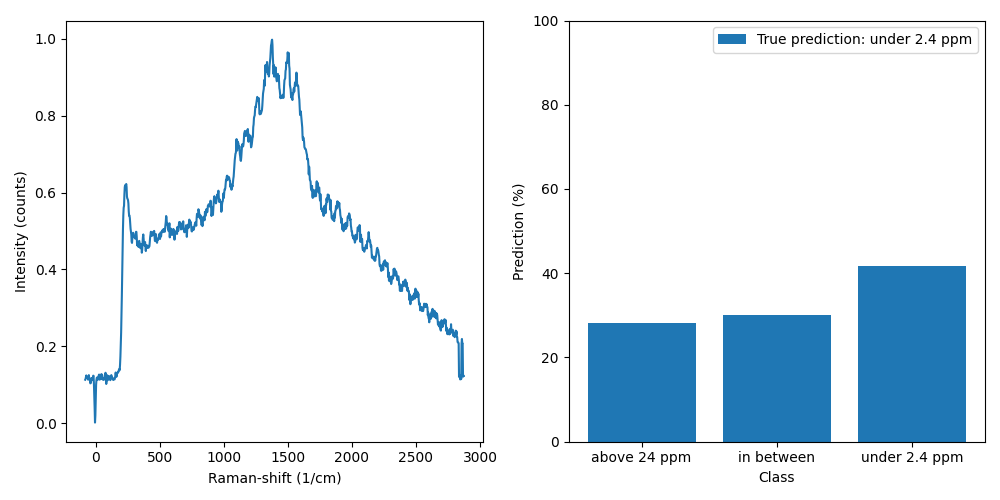 1.0
0.8
0.6
0.4
0.2
0.0
Intensity (counts)
0
500
1000
1500
2000
2500
3000
Raman-shift (1/cm)
100
80
60
40
20
0
Prediction (%)
True prediction: under 2.4 ppm
above 24 ppm
in between
under 2.4 ppm
Class